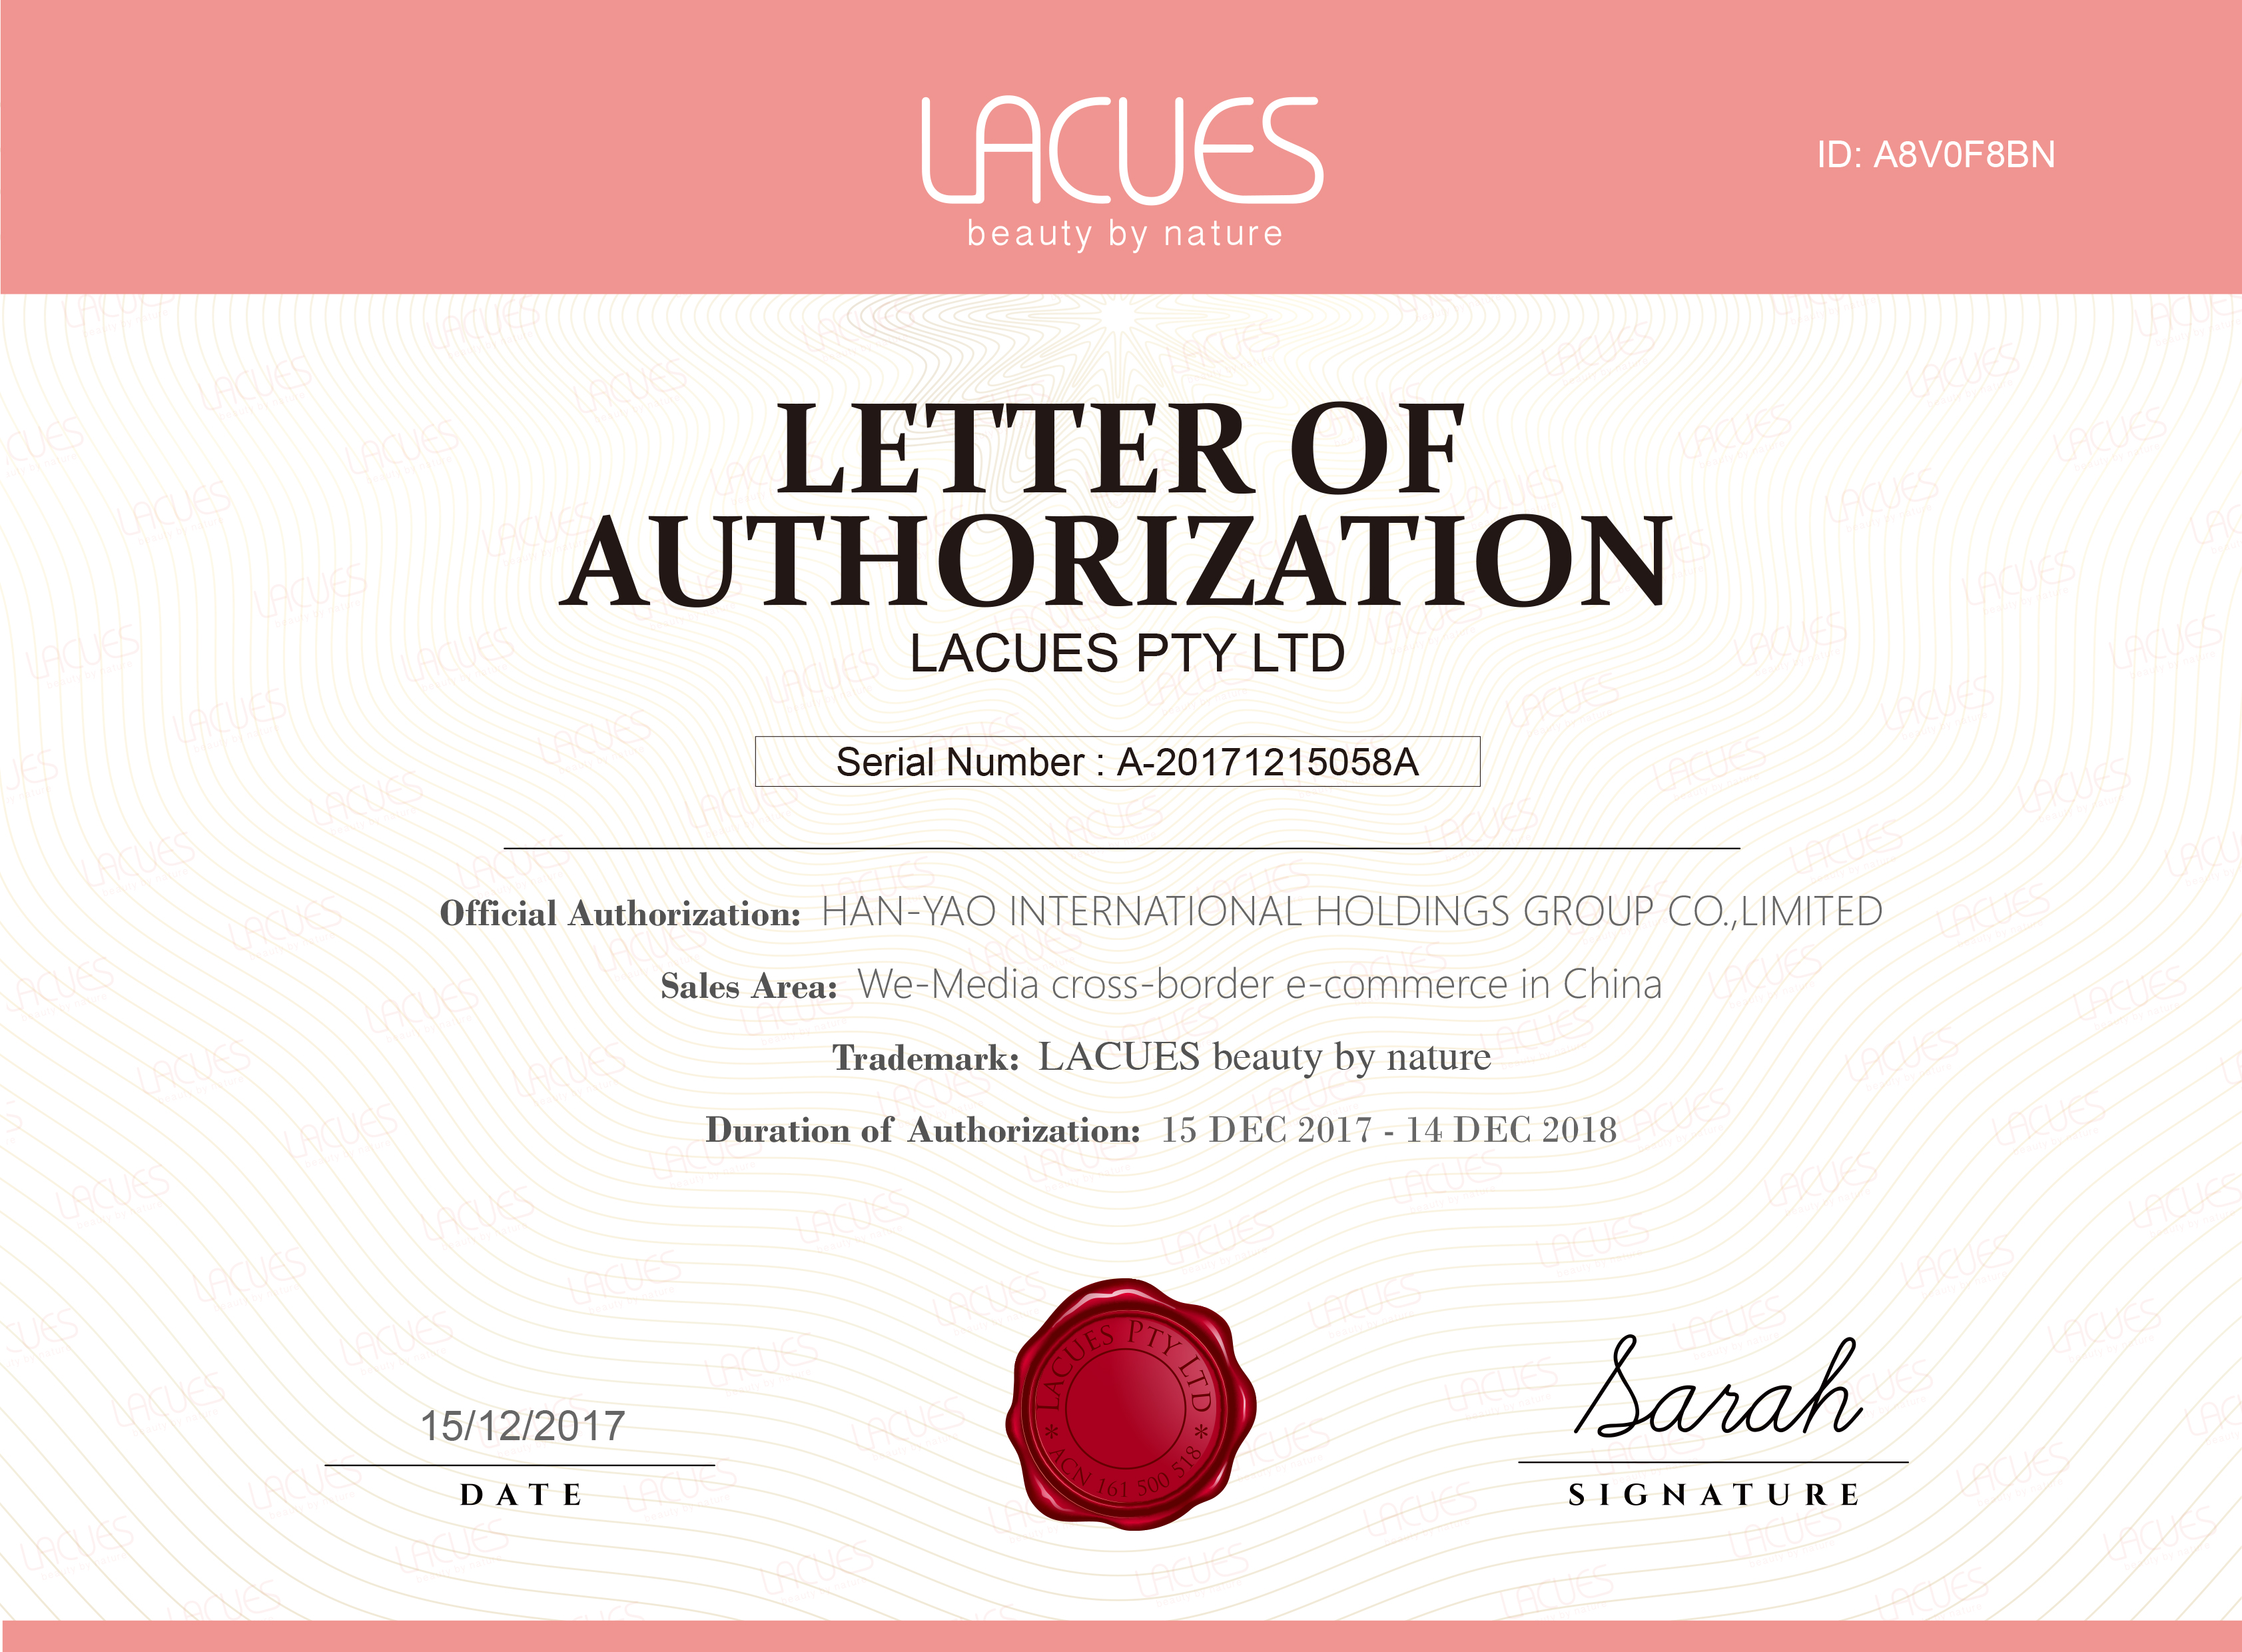 LACUES
beauty by nature
ID: A8V0F8BN
LETTER OF
AUTHORIZATION
LACUES PTY LTD
Serial Number : A-20171215058A
Official Authorization: HAN-YAO INTERNATIONAL HOLDINGS GROUP CO.,LIMITED
Sales Area: We-Media cross-border e-commerce in China
Trademark: LACUES beauty by nature
Duration of Authorization: 15 DEC 2017 - 14 DEC 2018
LACUES PTY LTD
* ACN 161 500 518 *
15/12/2017
DATE
Sarah
SIGNATURE